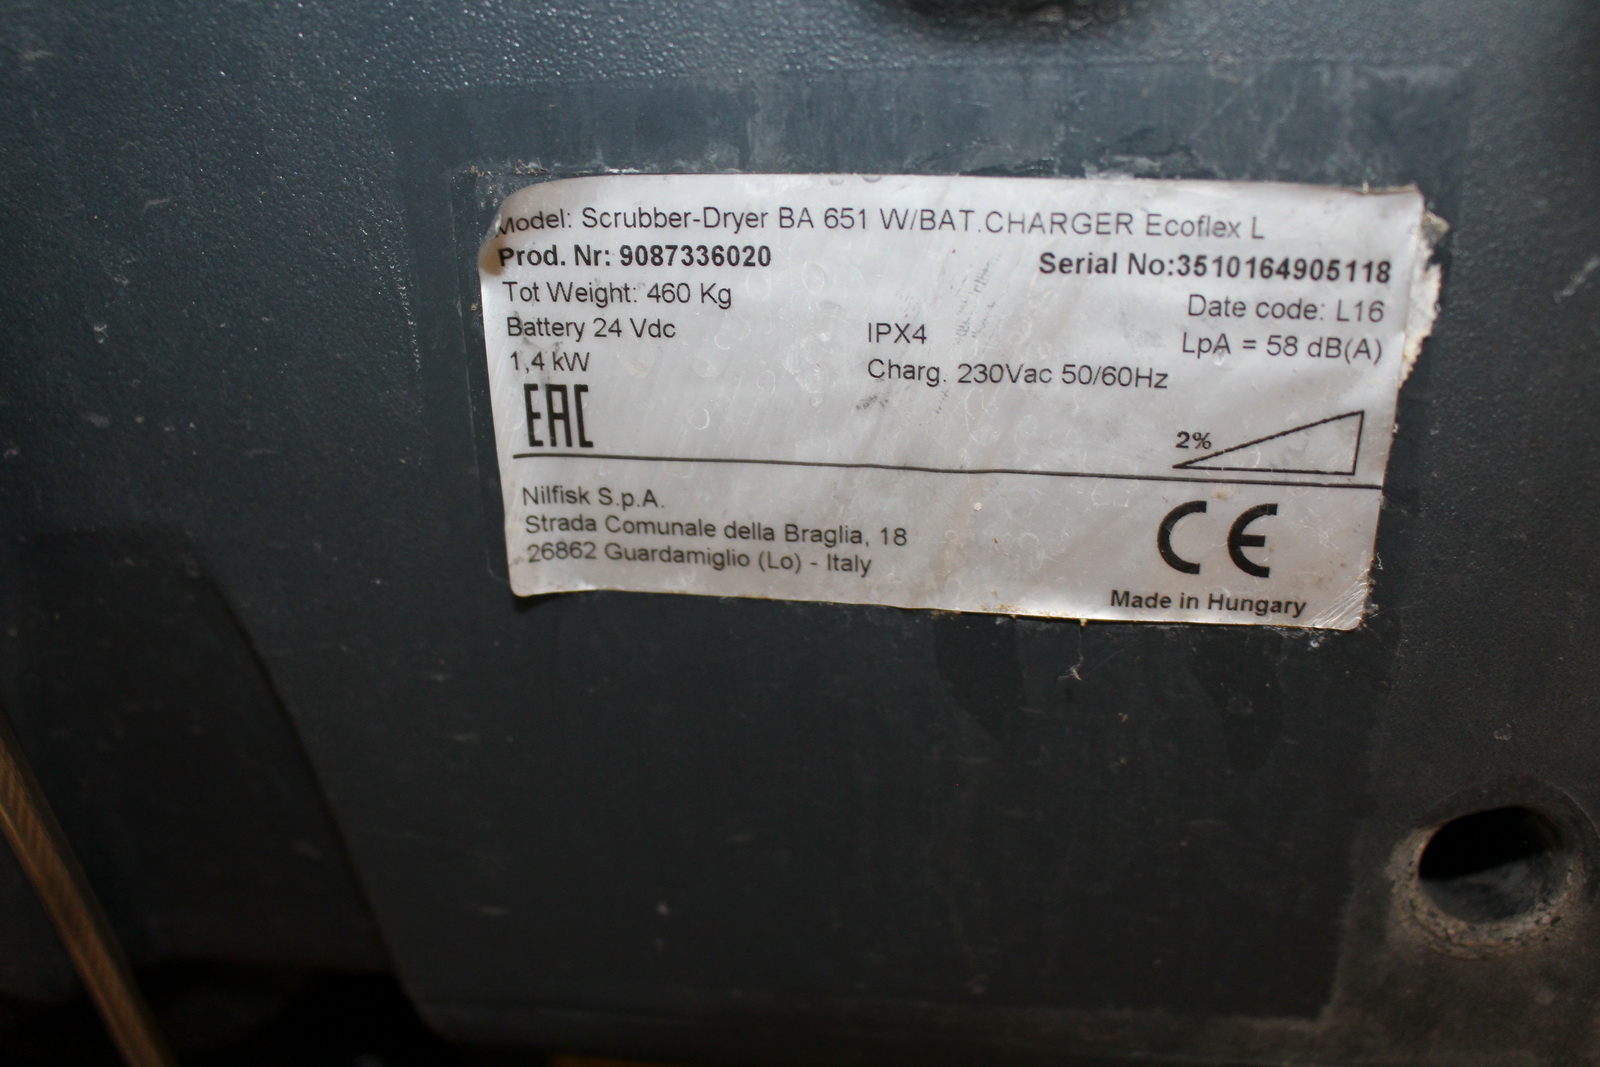 Model: Scrubber-Dryer BA 651 W/BAT.CHARGER Ecoflex L
Prod. Nr: 9087336020 Serial No:3510164905118
Tot Weight: 460 Kg Date code: L16
Battery 24 Vdc IPX4 LpA = 58 dB(A)
1,4 kW Charg. 230Vac 50/60Hz
EAC
2%
Nilfisk S.p.A.
Strada Comunale della Braglia, 18
26862 Guardamiglio (Lo) - Italy
CE
Made in Hungary